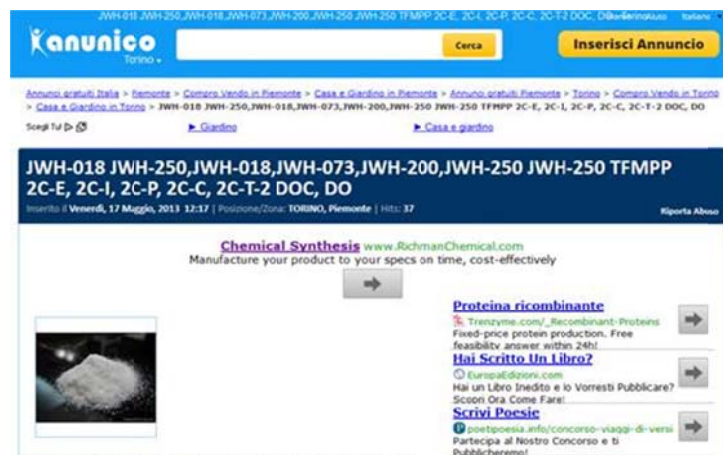 JWH-018 JWH-250,JWH-018,JWH-073,JWH-200,JWH-250 JWH-250 TFMPP 2C-E, 2C-I, 2C-P, 2C-C, 2C-T-2 DOC, Italiano
Kanunico
Torino
Cerca
Inserisci Annuncio
Annunci gratuiti Italia > Piemonte > Compro Vendo in Piemonte > Casa e Giardino in Piemonte > Annunci gratuiti Piemonte > Torino > Compro Vendo in Torino
> Casa e Giardino in Torino > JWH-018 JWH-250,JWH-018,JWH-073,JWH-200,JWH-250 JWH-250 TFMPP 2C-E, 2C-I, 2C-P, 2C-C, 2C-T-2 DOC, DO
Scegli Tu!
► Giardino
► Casa e giardino
JWH-018 JWH-250,JWH-018,JWH-073,JWH-200,JWH-250 JWH-250 TFMPP
2C-E, 2C-I, 2C-P, 2C-C, 2C-T-2 DOC, DO
Inserito il Venerdì, 17 Maggio, 2013 12:17 | Posizione/Zona: TORINO, Piemonte | Hits: 37
Riporta Abuso
Chemical Synthesis www.RichmanChemical.com
Manufacture your product to your specs on time, cost-effectively
Proteina ricombinante
Trenzyme.com/_Recombinant-Proteins
Fixed-price protein production. Free
feasibility answer within 24h!
Hai Scritto Un Libro?
EuropaEdizioni.com
Hai un Libro Inedito e lo Vorresti Pubblicare?
Scopri Ora Come Fare!
Scrivi Poesie
poetipoesia.info/concorso-viaggi-di-versi
Partecipa al Nostro Concorso e ti
Pubblicheremo!